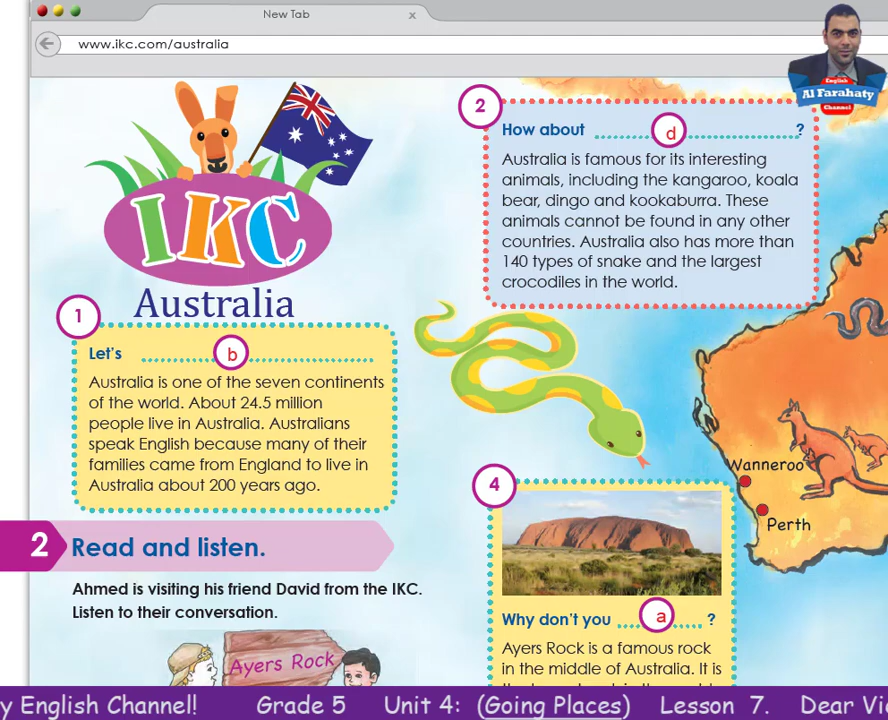 New Tab x
www.ikc.com/australia
English
Al Farahaty
Channel
IKC
Australia
1
Let's ........ b ........
Australia is one of the seven continents
of the world. About 24.5 million
people live in Australia. Australians
speak English because many of their
families came from England to live in
Australia about 200 years ago.
2
How about ........ d ........ ?
Australia is famous for its interesting
animals, including the kangaroo, koala
bear, dingo and kookaburra. These
animals cannot be found in any other
countries. Australia also has more than
140 types of snake and the largest
crocodiles in the world.
Wanneroo
Perth
2 Read and listen.
Ahmed is visiting his friend David from the IKC.
Listen to their conversation.
Ayers Rock
4
Why don't you .... a .... ?
Ayers Rock is a famous rock
in the middle of Australia. It is
y English Channel! Grade 5 Unit 4: (Going Places) Lesson 7. Dear Vi